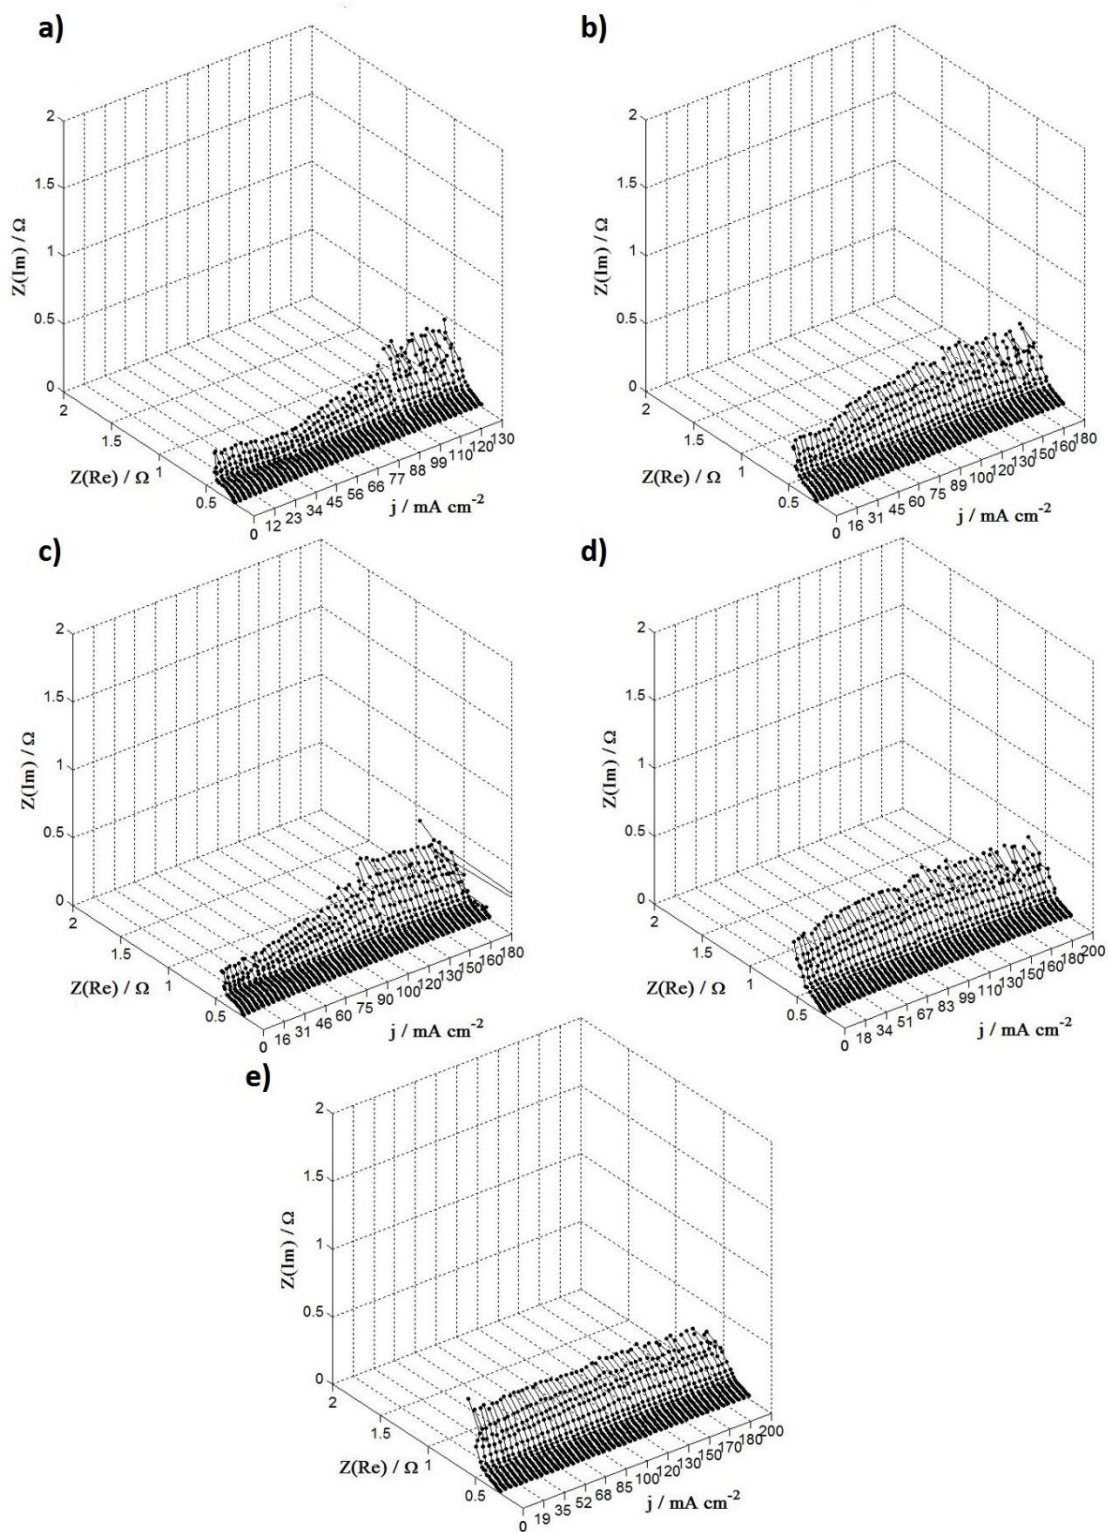 a)
2
1.5
1
0.5
0
Z(Im) / Ω
2
1.5
1
0.5
0
Z(Re) / Ω
12 23 34 45 56 66 77 88 99 110 120 130
j / mA cm-2
b)
2
1.5
1
0.5
0
Z(Im) / Ω
2
1.5
1
0.5
0
Z(Re) / Ω
16 31 45 60 75 89 100 120 130 150 160 180
j / mA cm-2
c)
2
1.5
1
0.5
0
Z(Im) / Ω
2
1.5
1
0.5
0
Z(Re) / Ω
16 31 46 60 75 90 100 120 130 150 160 180
j / mA cm-2
d)
2
1.5
1
0.5
0
Z(Im) / Ω
2
1.5
1
0.5
0
Z(Re) / Ω
18 34 51 67 83 99 110 130 150 160 180 200
j / mA cm-2
e)
2
1.5
1
0.5
0
Z(Im) / Ω
2
1.5
1
0.5
0
Z(Re) / Ω
19 35 52 68 85 100 120 130 150 170 180 200
j / mA cm-2